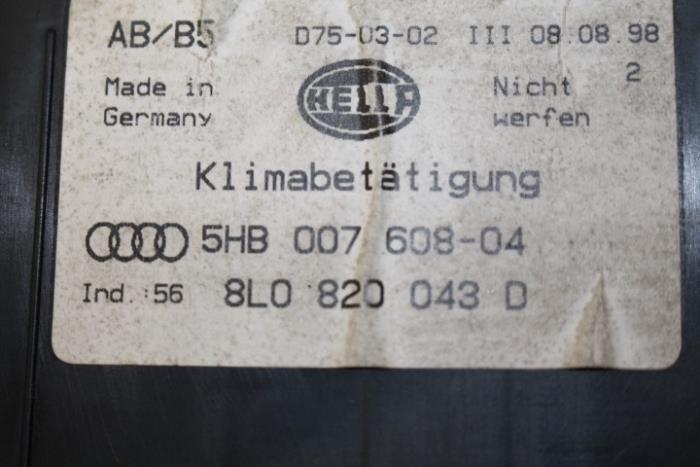 AB/B5 D75-03-02 III 08.08.98
2
Made in Germany
HELLA
Nicht werfen
Klimabetätigung
5HB 007 608-04
Ind.:56 8L0 820 043 D